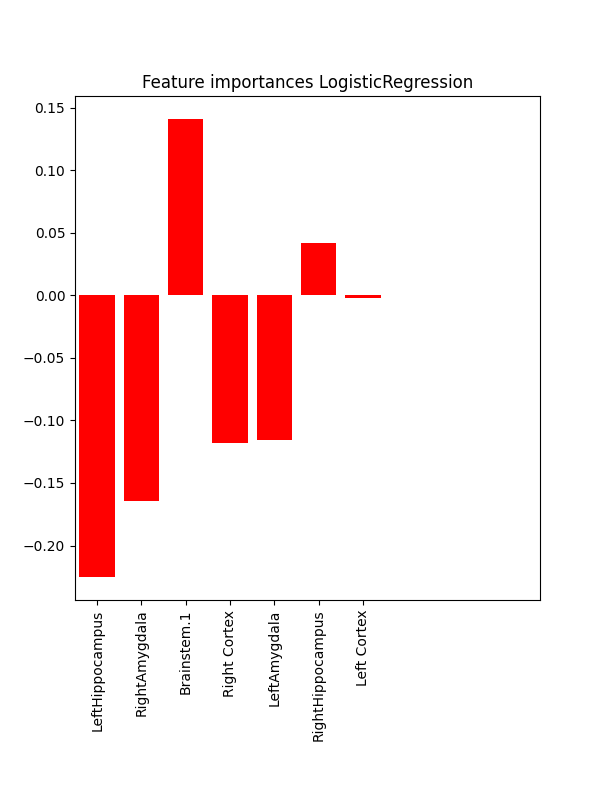 Feature importances LogisticRegression
0.15
0.10
0.05
0.00
−0.05
−0.10
−0.15
−0.20
LeftHippocampus
RightAmygdala
Brainstem.1
Right Cortex
LeftAmygdala
RightHippocampus
Left Cortex